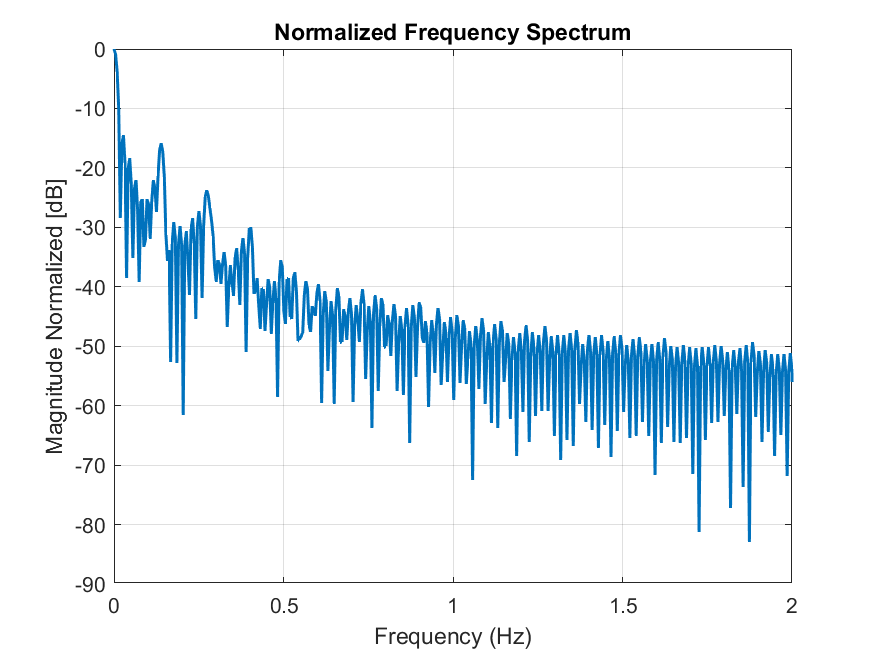 Normalized Frequency Spectrum
0
-10
-20
-30
-40
-50
-60
-70
-80
-90
Magnitude Normalized [dB]
0 0.5 1 1.5 2
Frequency (Hz)